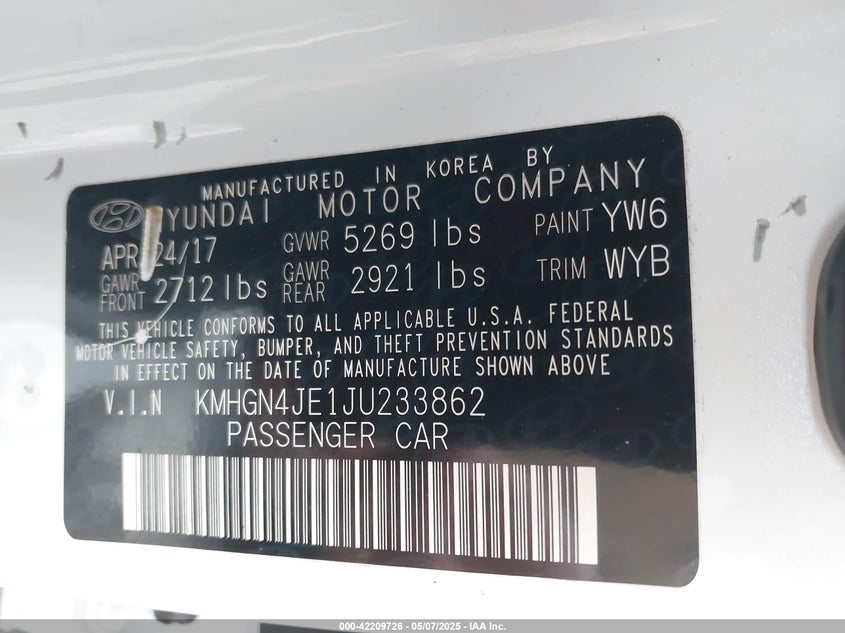 MANUFACTURED IN KOREA BY
HYUNDAI MOTOR COMPANY
APR/24/17 GVWR 5269 lbs PAINT YW6
GAWR FRONT 2712 lbs GAWR REAR 2921 lbs TRIM WYB
THIS VEHICLE CONFORMS TO ALL APPLICABLE U.S.A. FEDERAL
MOTOR VEHICLE SAFETY, BUMPER, AND THEFT PREVENTION STANDARDS
IN EFFECT ON THE DATE OF MANUFACTURE SHOWN ABOVE
V.I.N KMHGN4JE1JU233862
PASSENGER CAR
000-42209726 - 05/07/2025 - IAA Inc.